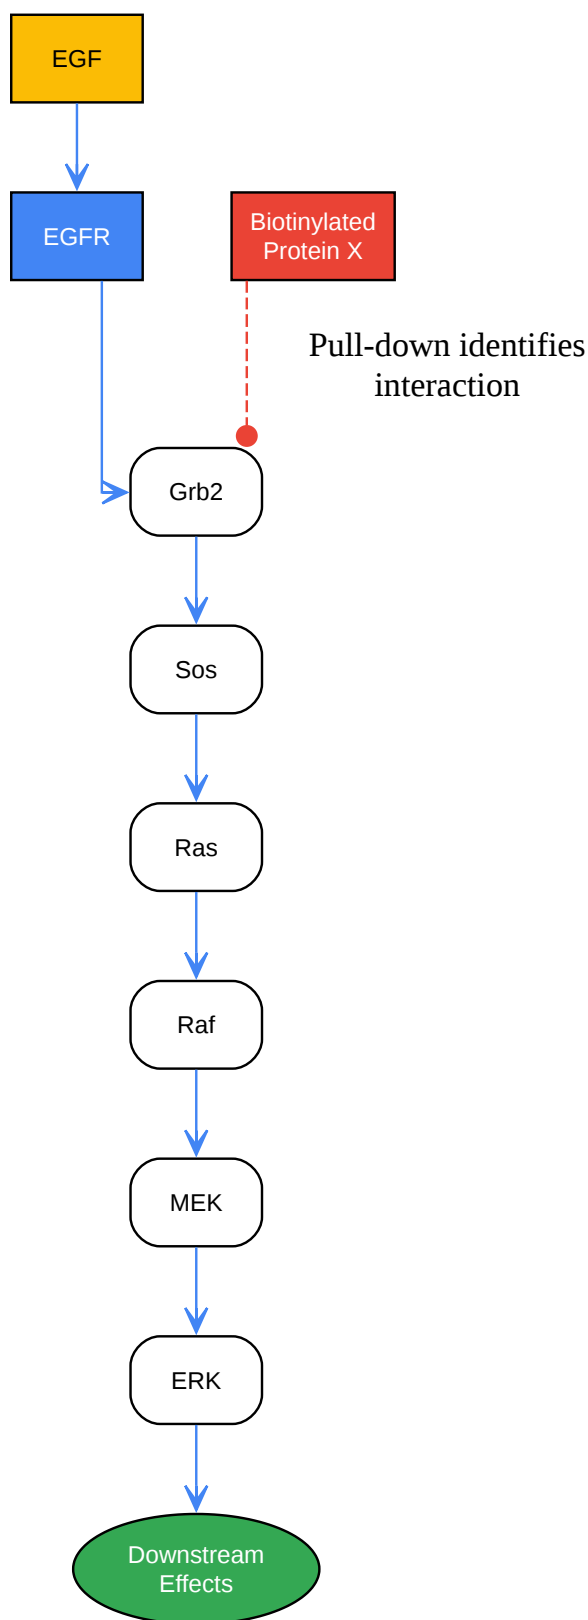 EGF
EGFR
Biotinylated
Protein X
Pull-down identifies
interaction
Grb2
Sos
Ras
Raf
MEK
ERK
Downstream
Effects